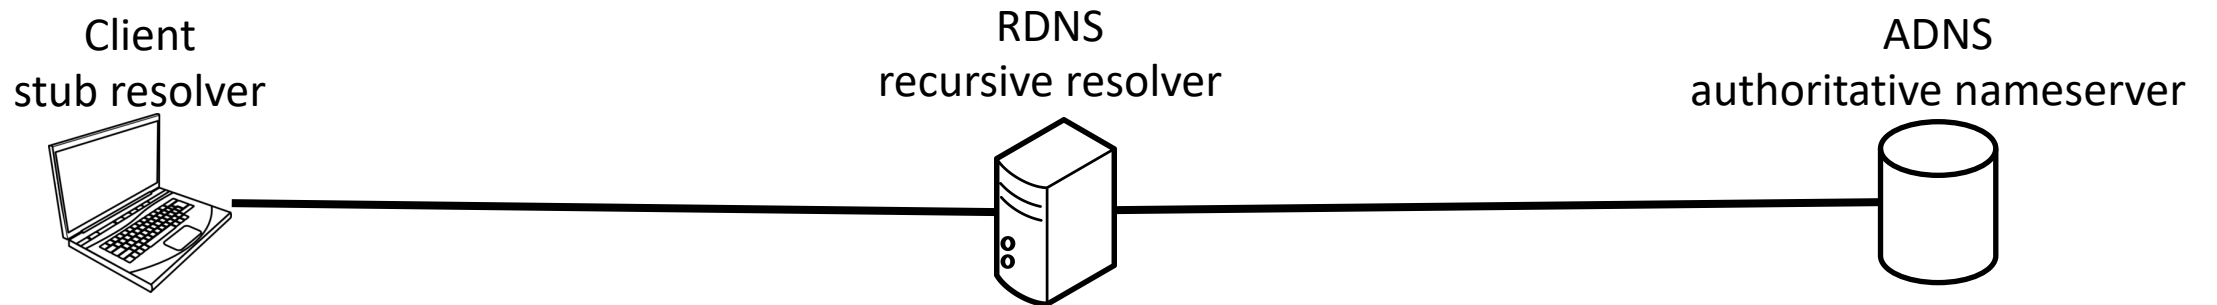 Client
stub resolver
RDNS
recursive resolver
ADNS
authoritative nameserver